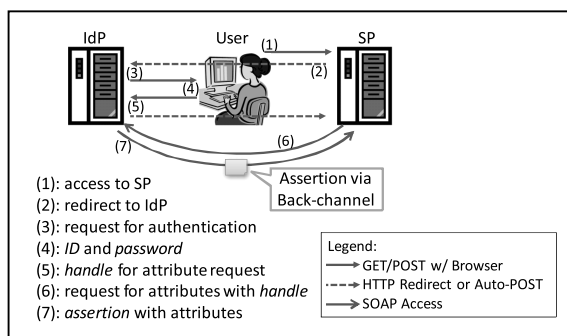 IdP
User
SP
(1)
(2)
(3)
(4)
(5)
(6)
(7)
Assertion via
Back-channel
(1): access to SP
(2): redirect to IdP
(3): request for authentication
(4): ID and password
(5): handle for attribute request
(6): request for attributes with handle
(7): assertion with attributes
Legend:
GET/POST w/ Browser
HTTP Redirect or Auto-POST
SOAP Access